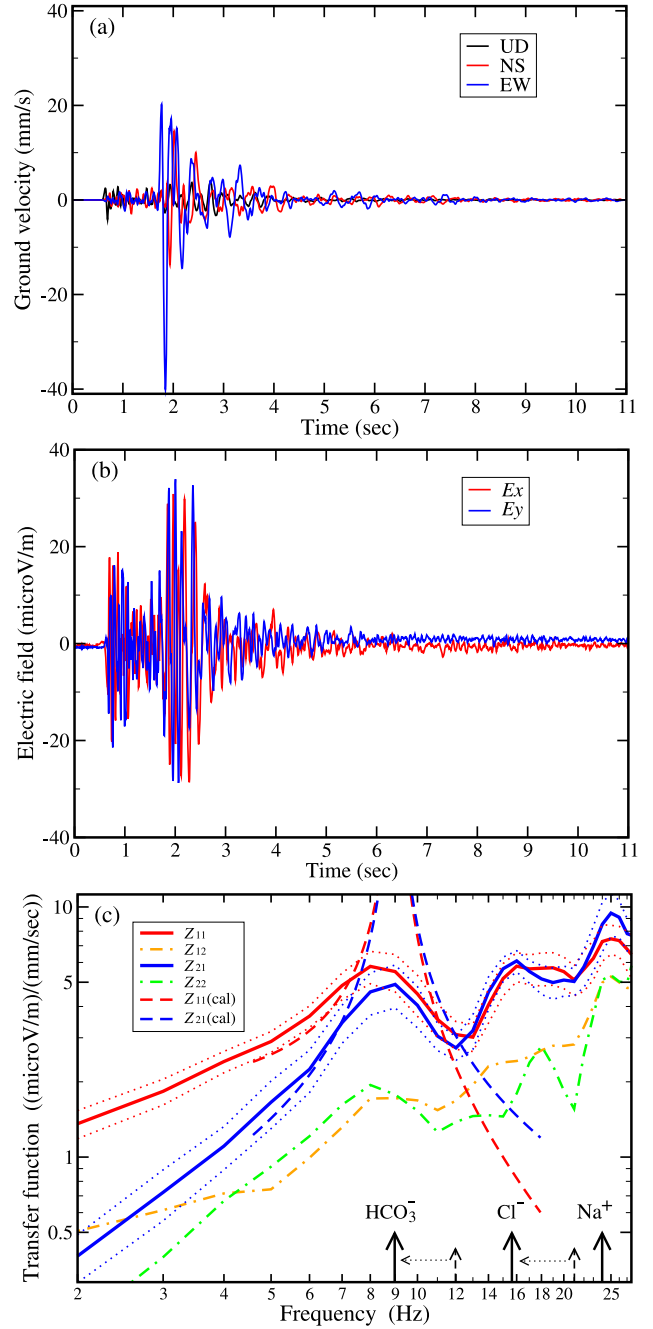 (a)
UD
NS
EW
Ground velocity (mm/s)
40
20
0
-20
-40
0 1 2 3 4 5 6 7 8 9 10 11
Time (sec)
(b)
Ex
Ey
Electric field (microV/m)
40
20
0
-20
-40
0 1 2 3 4 5 6 7 8 9 10 11
Time (sec)
(c)
Z11
Z12
Z21
Z22
Z11(cal)
Z21(cal)
Transfer function ((microV/m)/(mm/sec))
10
5
1
0.5
HCO3⁻ Cl⁻ Na⁺
2 3 4 5 6 7 8 9 10 12 14 16 18 20 25
Frequency (Hz)